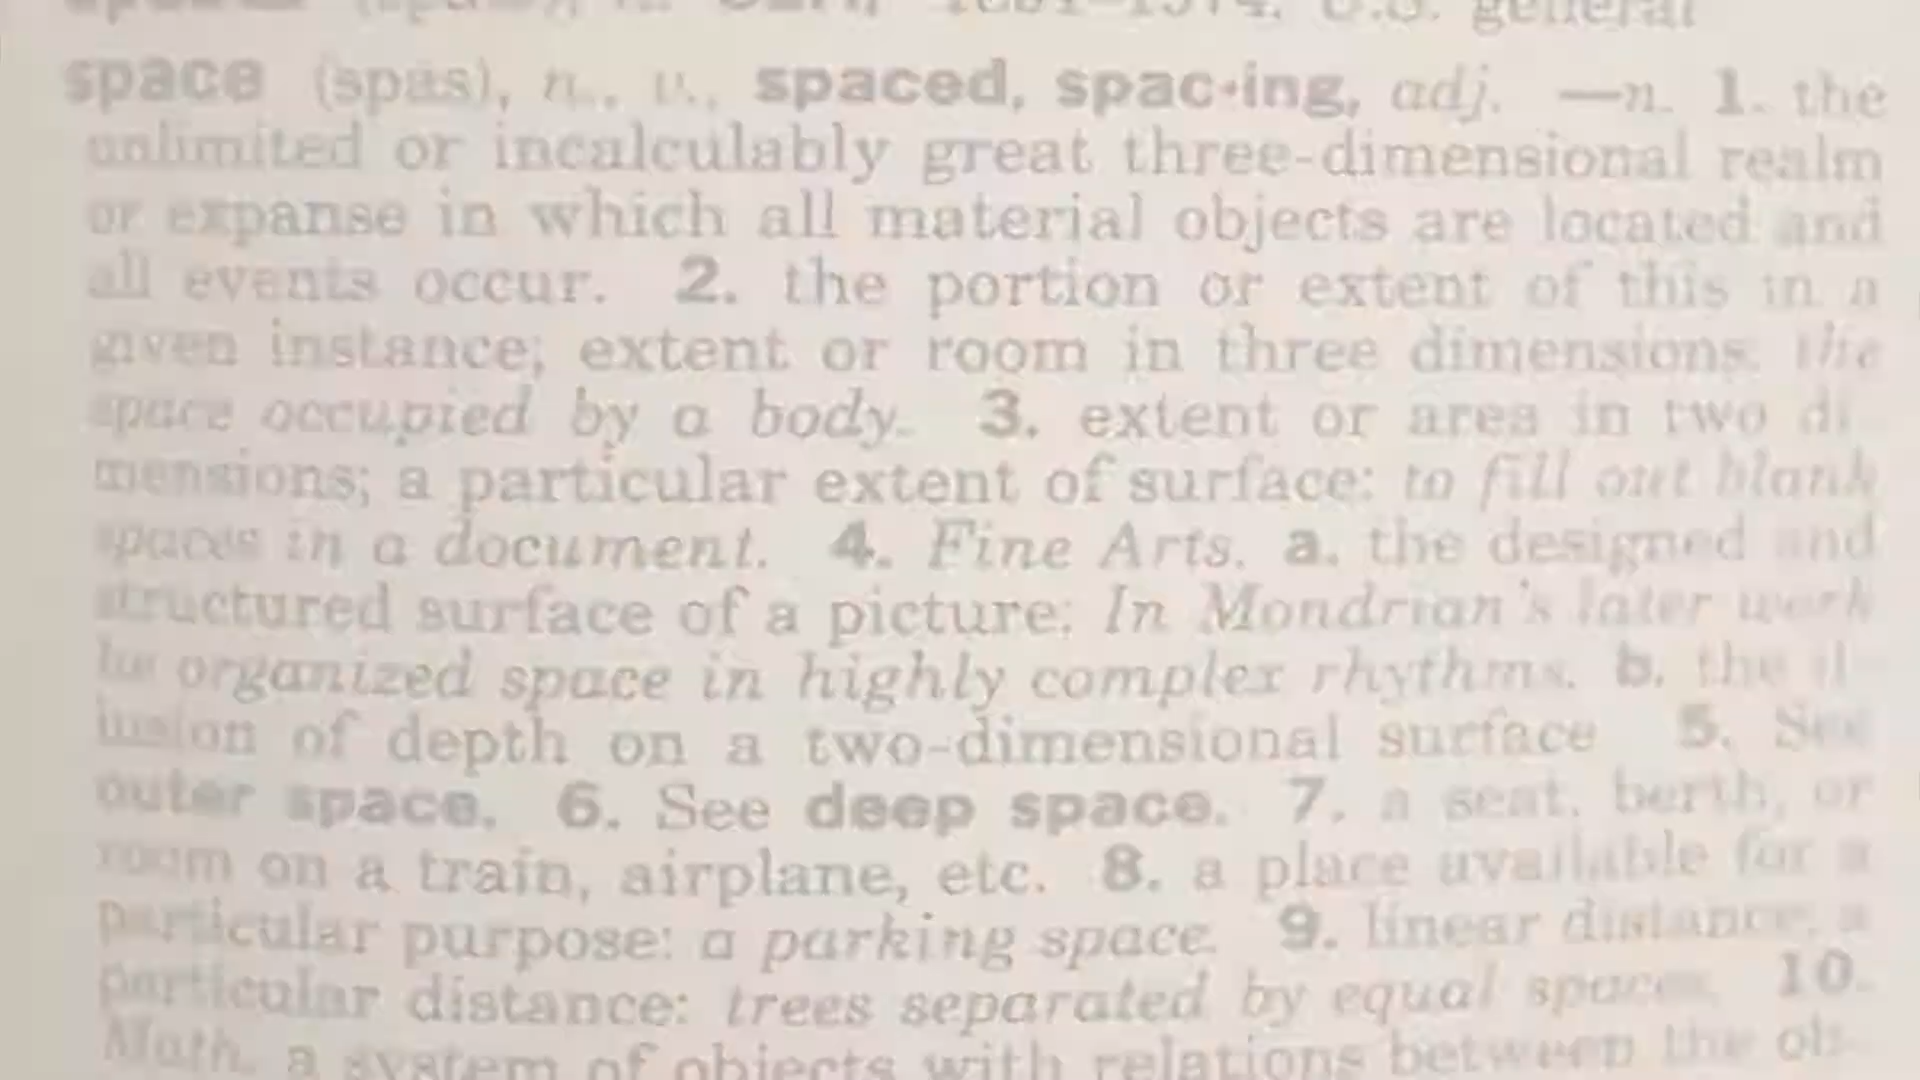 general
space (spās), n., v., spaced, spac·ing, adj. —n. 1. the
unlimited or incalculably great three-dimensional realm
or expanse in which all material objects are located and
all events occur. 2. the portion or extent of this in a
given instance; extent or room in three dimensions: the
space occupied by a body. 3. extent or area in two di-
mensions; a particular extent of surface: to fill out blank
spaces in a document. 4. Fine Arts. a. the designed and
structured surface of a picture: In Mondrian's later work
he organized space in highly complex rhythms. b. the il-
lusion of depth on a two-dimensional surface 5. See
outer space. 6. See deep space. 7. a seat, berth, or
room on a train, airplane, etc. 8. a place available for a
particular purpose: a parking space. 9. linear distance; a
particular distance: trees separated by equal spaces. 10.
Math. a system of objects with relations between the ob-